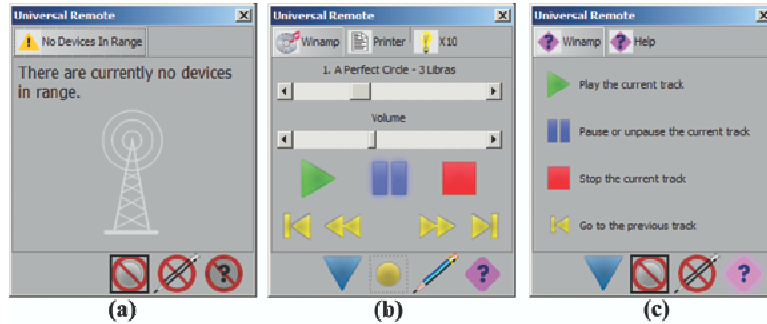 Universal Remote
No Devices In Range
There are currently no devices
in range.
(a)
Universal Remote
Winamp Printer X10
1. A Perfect Circle - 3 Libras
Volume
(b)
Universal Remote
Winamp Help
Play the current track
Pause or unpause the current track
Stop the current track
Go to the previous track
(c)